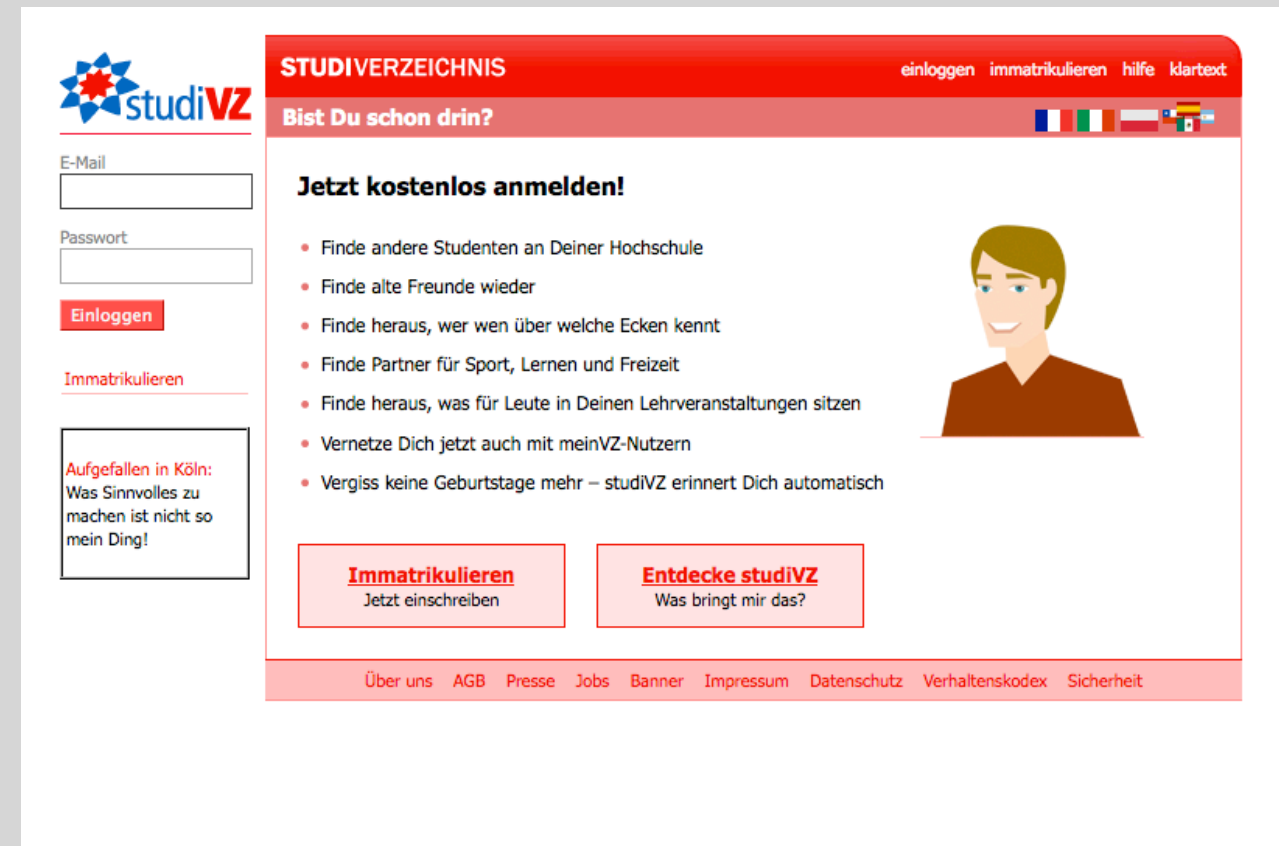 studiVZ
E-Mail
Passwort
Einloggen
Immatrikulieren
Aufgefallen in Köln:
Was Sinnvolles zu
machen ist nicht so
mein Ding!
STUDIVERZEICHNIS
einloggen immatrikulieren hilfe klartext
Bist Du schon drin?
Jetzt kostenlos anmelden!
• Finde andere Studenten an Deiner Hochschule
• Finde alte Freunde wieder
• Finde heraus, wer wen über welche Ecken kennt
• Finde Partner für Sport, Lernen und Freizeit
• Finde heraus, was für Leute in Deinen Lehrveranstaltungen sitzen
• Vernetze Dich jetzt auch mit meinVZ-Nutzern
• Vergiss keine Geburtstage mehr – studiVZ erinnert Dich automatisch
Immatrikulieren
Jetzt einschreiben
Entdecke studiVZ
Was bringt mir das?
Über uns AGB Presse Jobs Banner Impressum Datenschutz Verhaltenskodex Sicherheit